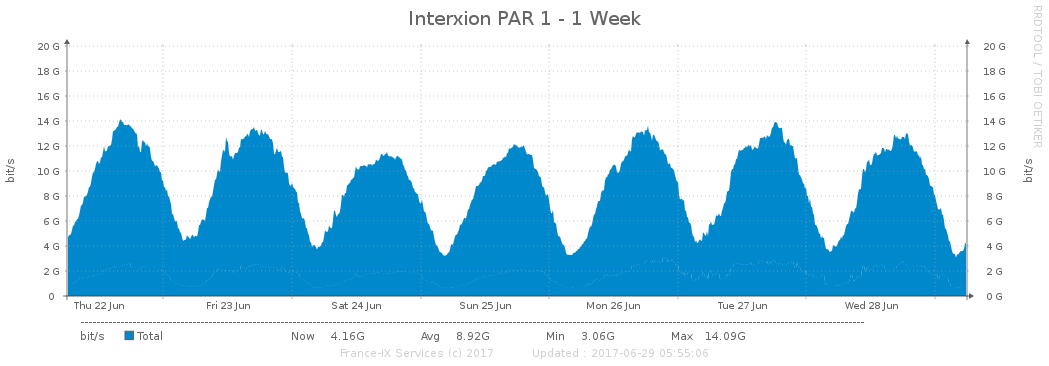 Interxion PAR 1 - 1 Week
RRDTOOL / TOBI OETIKER
20 G 20 G
18 G 18 G
16 G 16 G
14 G 14 G
12 G 12 G
10 G 10 G
8 G 8 G
6 G 6 G
4 G 4 G
2 G 2 G
0 0 G
bit/s bit/s
Thu 22 Jun Fri 23 Jun Sat 24 Jun Sun 25 Jun Mon 26 Jun Tue 27 Jun Wed 28 Jun
bit/s Total Now 4.16G Avg 8.92G Min 3.06G Max 14.09G
France-IX Services (c) 2017 Updated : 2017-06-29 05:55:06